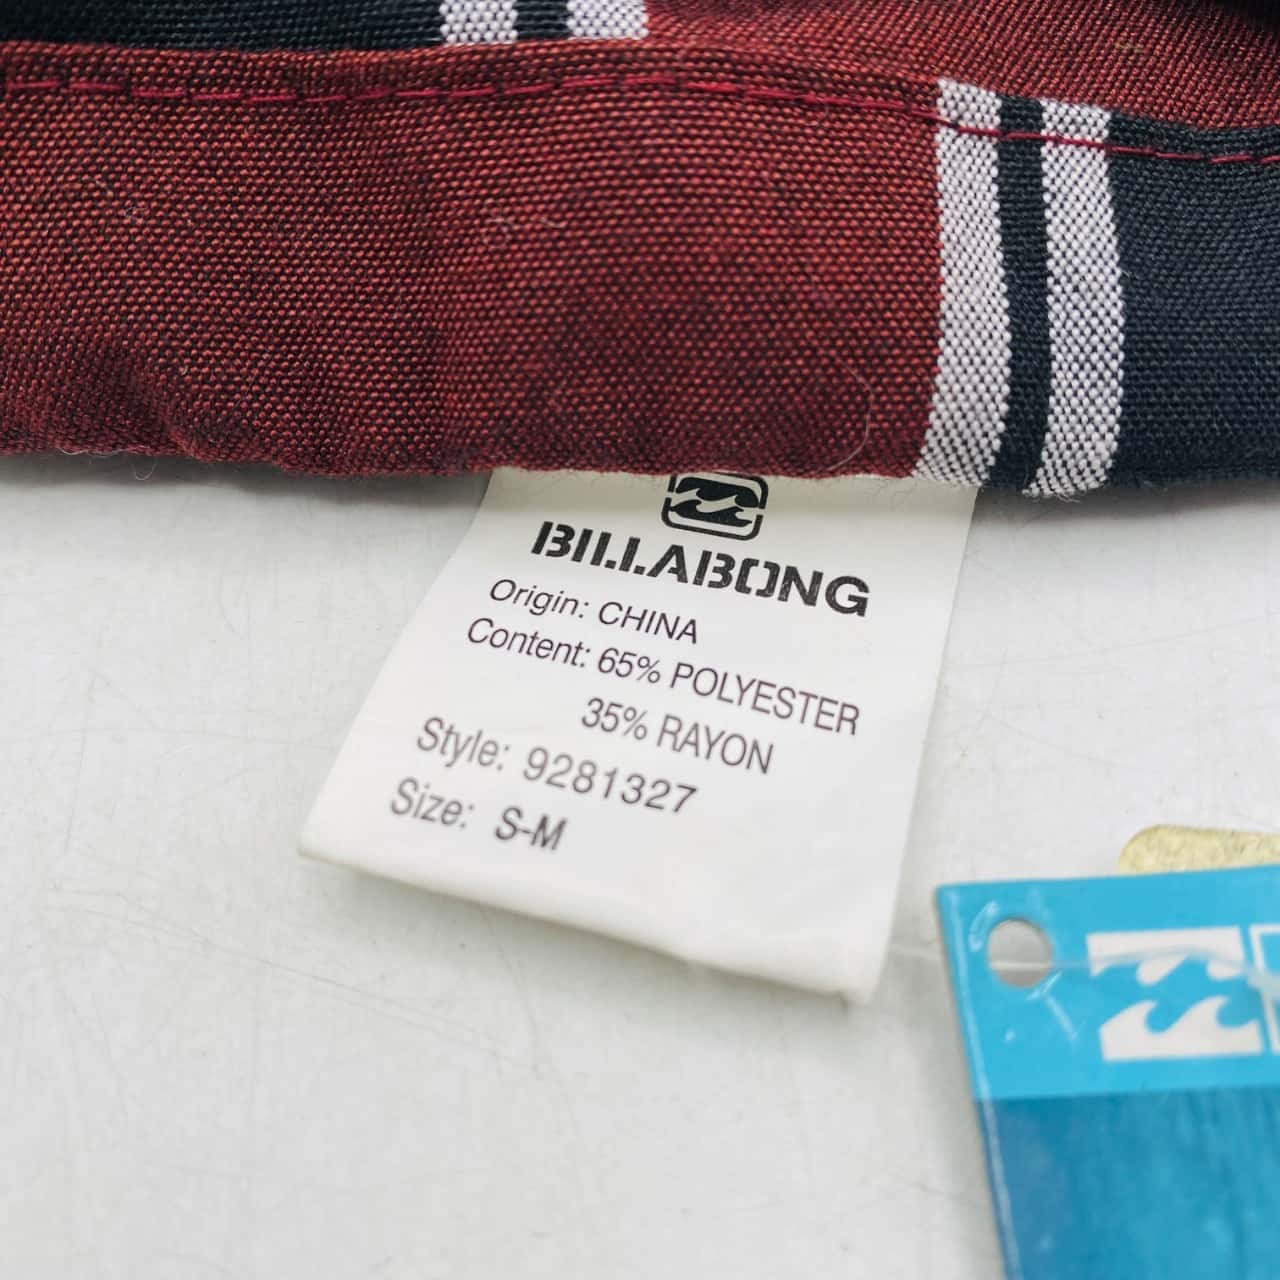 BILLABONG
Origin: CHINA
Content: 65% POLYESTER
35% RAYON
Style: 9281327
Size: S-M